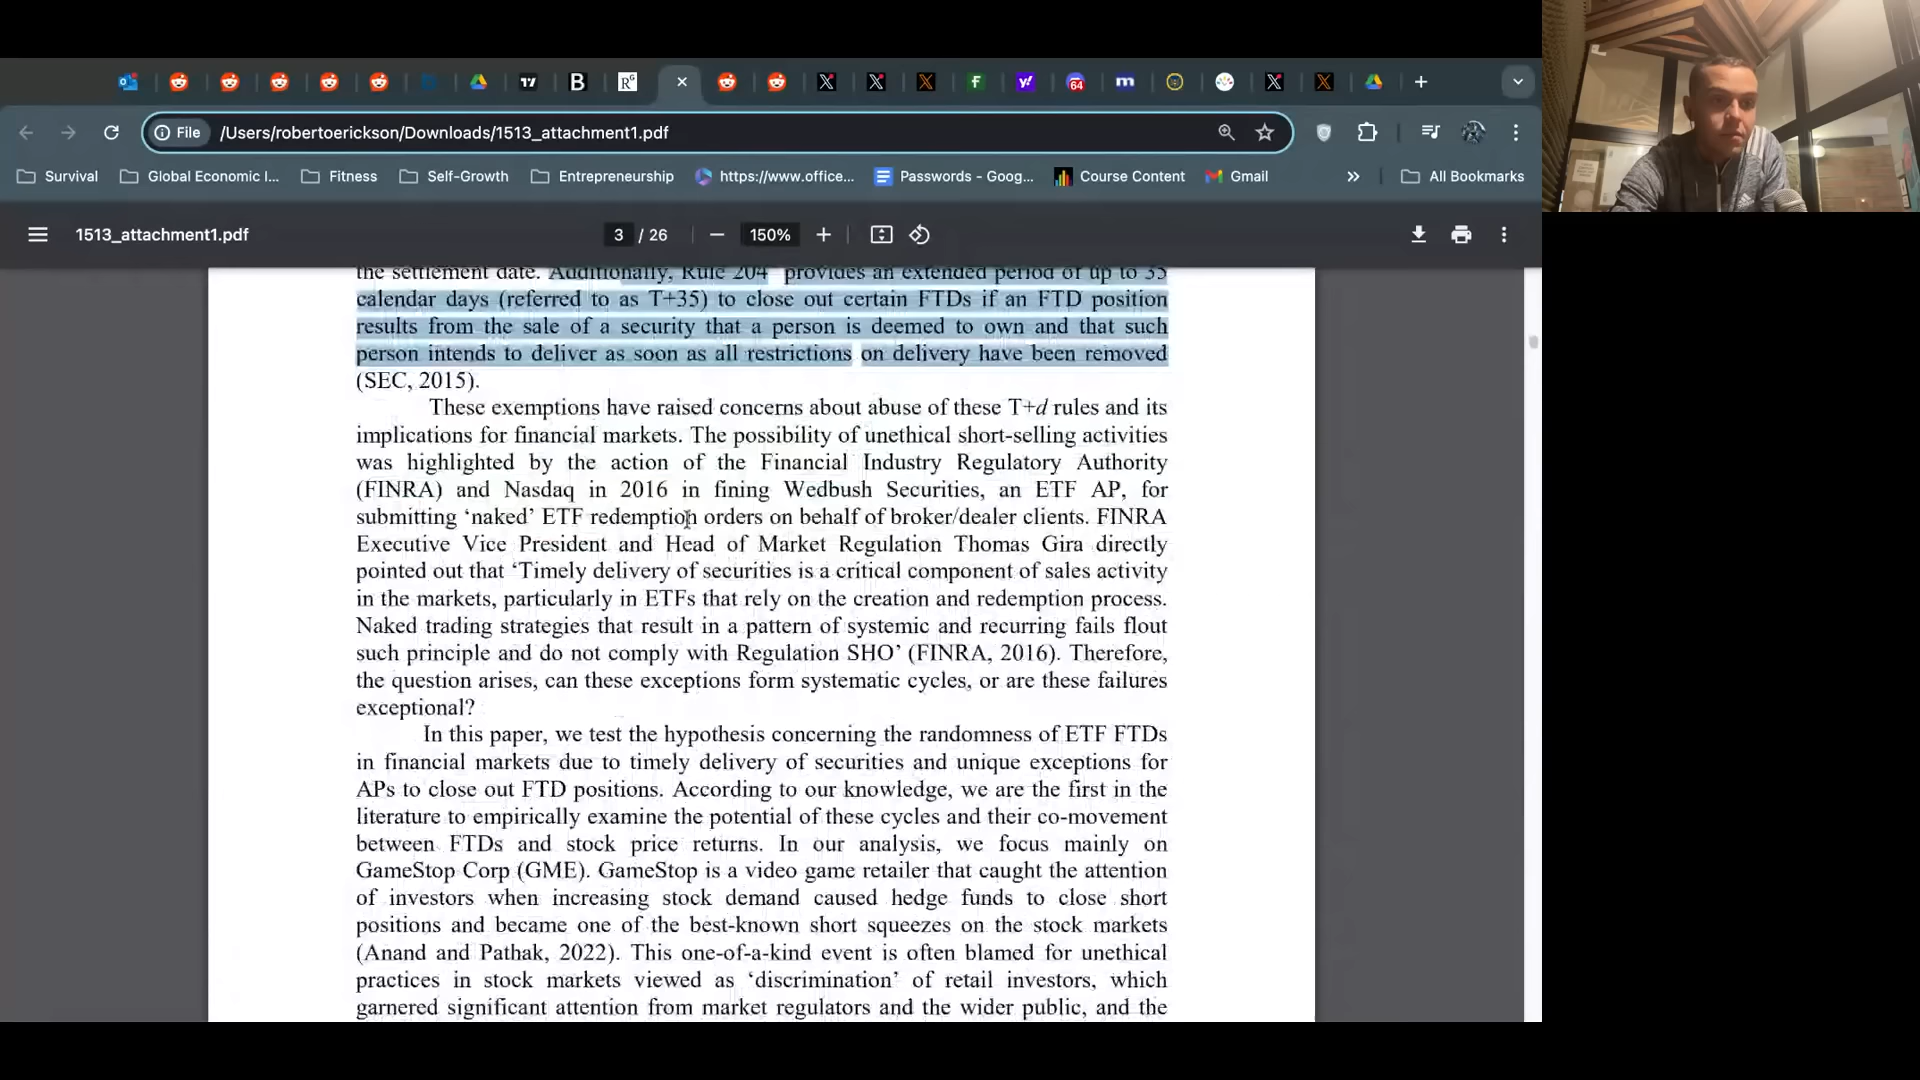 File
/Users/robertoerickson/Downloads/1513_attachment1.pdf
Survival
Global Economic I...
Fitness
Self-Growth
Entrepreneurship
https://www.office...
Passwords - Goog...
Course Content
Gmail
All Bookmarks
1513_attachment1.pdf
3 / 26
150%
the settlement date. Additionally, Rule 204 provides an extended period of up to 35
calendar days (referred to as T+35) to close out certain FTDs if an FTD position
results from the sale of a security that a person is deemed to own and that such
person intends to deliver as soon as all restrictions on delivery have been removed
(SEC, 2015).
These exemptions have raised concerns about abuse of these T+d rules and its
implications for financial markets. The possibility of unethical short-selling activities
was highlighted by the action of the Financial Industry Regulatory Authority
(FINRA) and Nasdaq in 2016 in fining Wedbush Securities, an ETF AP, for
submitting ‘naked’ ETF redemption orders on behalf of broker/dealer clients. FINRA
Executive Vice President and Head of Market Regulation Thomas Gira directly
pointed out that ‘Timely delivery of securities is a critical component of sales activity
in the markets, particularly in ETFs that rely on the creation and redemption process.
Naked trading strategies that result in a pattern of systemic and recurring fails flout
such principle and do not comply with Regulation SHO’ (FINRA, 2016). Therefore,
the question arises, can these exceptions form systematic cycles, or are these failures
exceptional?
In this paper, we test the hypothesis concerning the randomness of ETF FTDs
in financial markets due to timely delivery of securities and unique exceptions for
APs to close out FTD positions. According to our knowledge, we are the first in the
literature to empirically examine the potential of these cycles and their co-movement
between FTDs and stock price returns. In our analysis, we focus mainly on
GameStop Corp (GME). GameStop is a video game retailer that caught the attention
of investors when increasing stock demand caused hedge funds to close short
positions and became one of the best-known short squeezes on the stock markets
(Anand and Pathak, 2022). This one-of-a-kind event is often blamed for unethical
practices in stock markets viewed as ‘discrimination’ of retail investors, which
garnered significant attention from market regulators and the wider public, and the